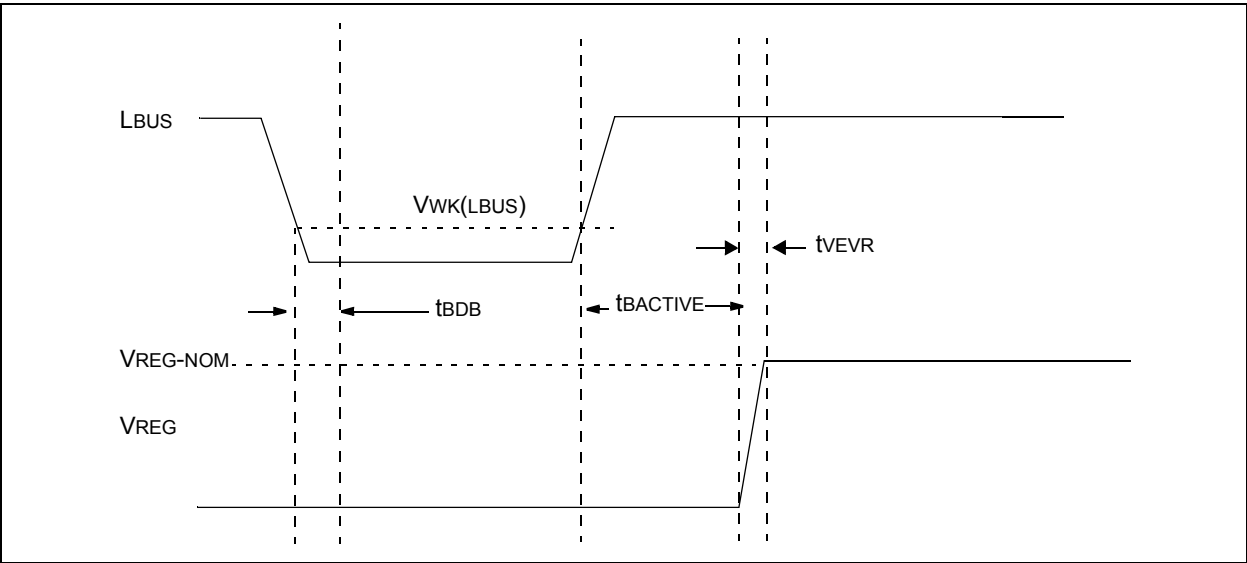 LBUS
VWK(LBUS)
tVEVR
tBDB
tBACTIVE
VREG-NOM
VREG